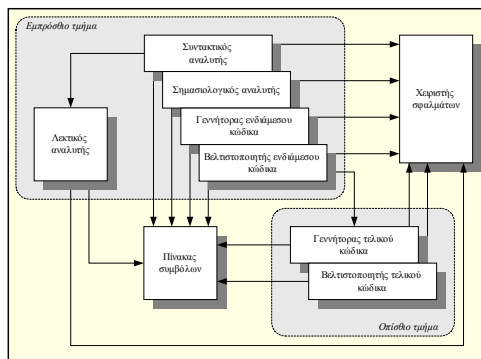 Εμπρόσθιο τμήμα
Συντακτικός
αναλυτής
Σημασιολογικός αναλυτής
Γεννήτορας ενδιάμεσου
κώδικα
Βελτιστοποιητής ενδιάμεσου
κώδικα
Χειριστής
σφαλμάτων
Λεκτικός
αναλυτής
Πίνακας
συμβόλων
Γεννήτορας τελικού
κώδικα
Βελτιστοποιητής τελικού
κώδικα
Οπίσθιο τμήμα